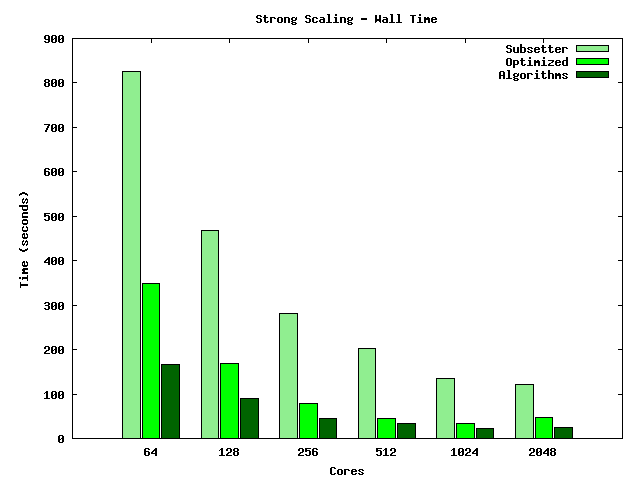 Strong Scaling - Wall Time
900
800
700
600
500
400
300
200
100
0
Time (seconds)
Subsetter
Optimized
Algorithms
64 128 256 512 1024 2048
Cores